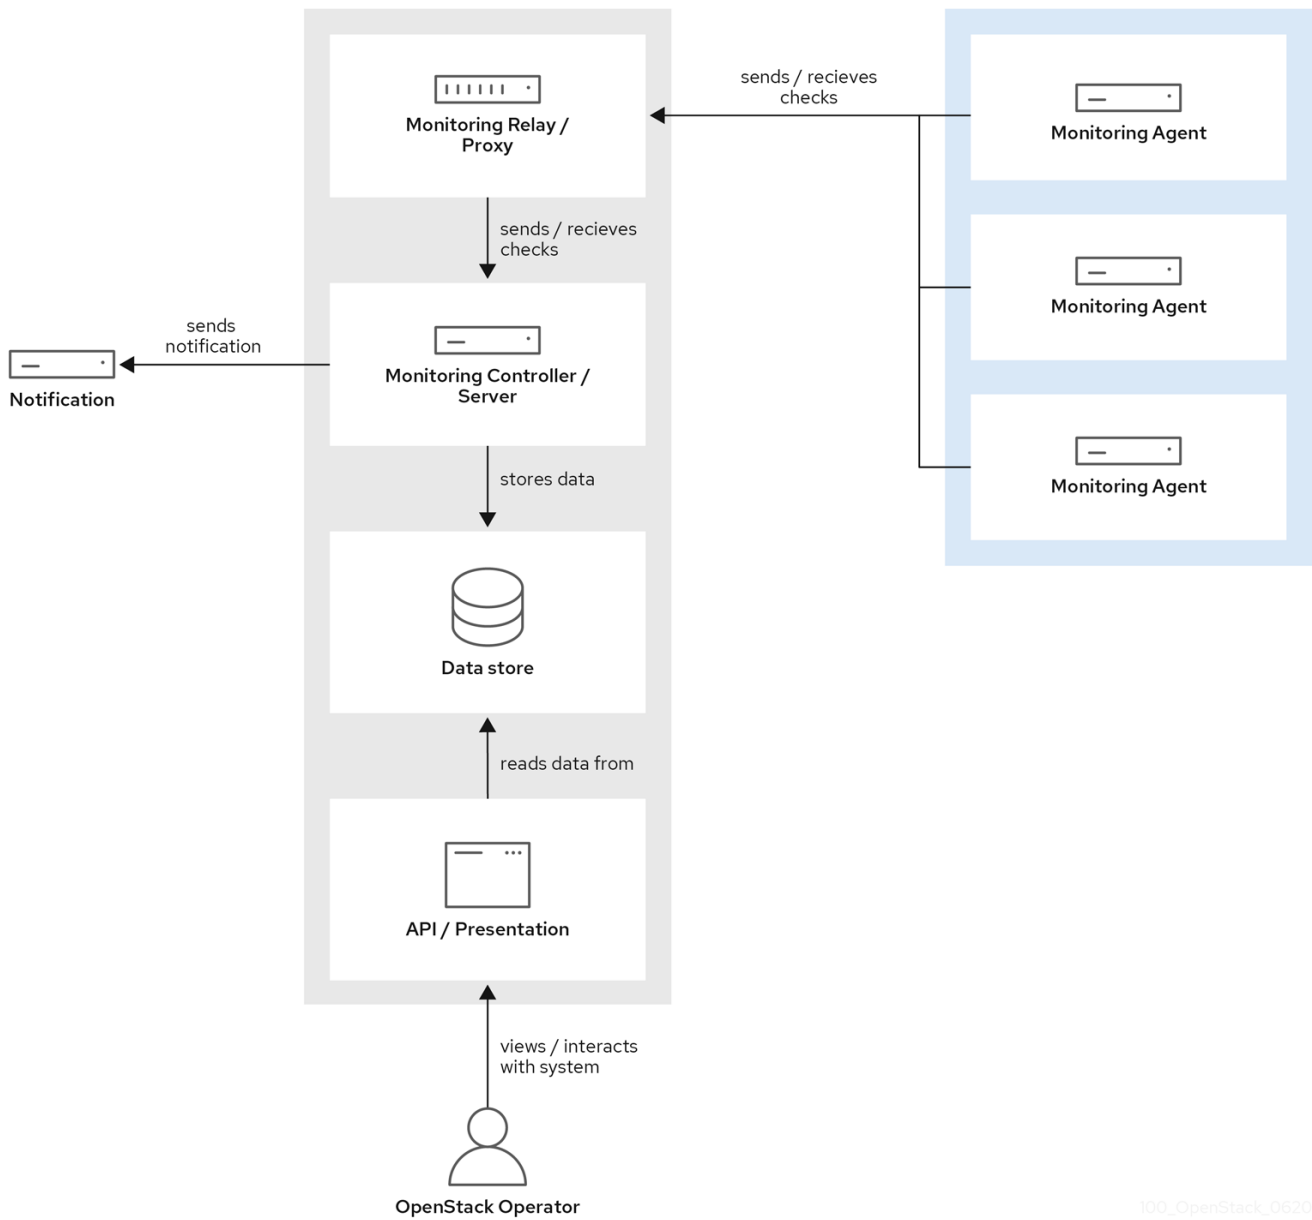 Monitoring Relay /
Proxy
sends / recieves
checks
Monitoring Agent
sends / recieves
checks
Monitoring Agent
sends
notification
Notification
Monitoring Controller /
Server
Monitoring Agent
stores data
Data store
reads data from
API / Presentation
views / interacts
with system
OpenStack Operator
100_OpenStack_0620